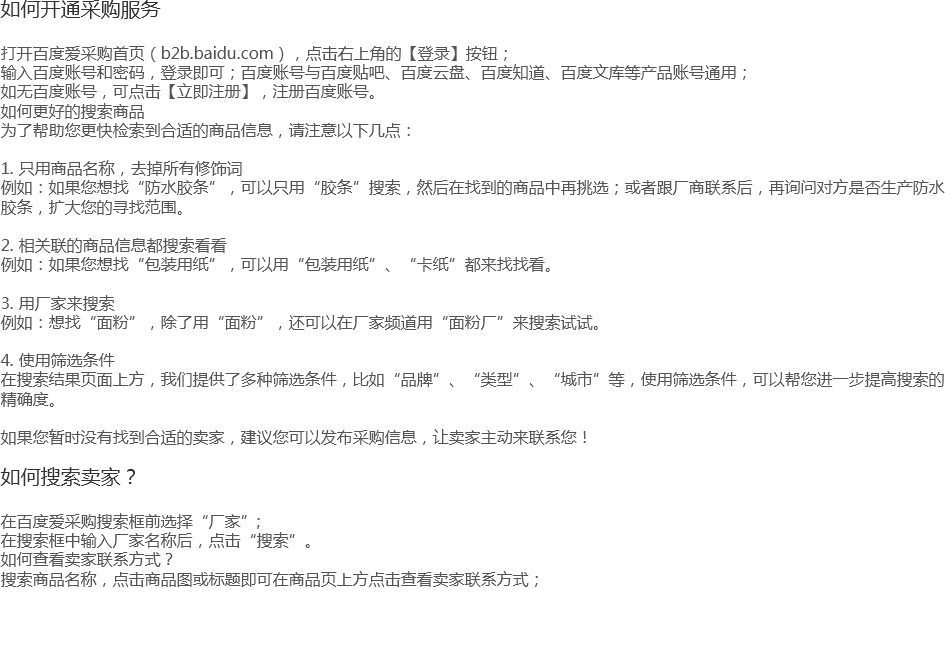 如何开通采购服务
打开百度爱采购首页（b2b.baidu.com），点击右上角的【登录】按钮；
输入百度账号和密码，登录即可；百度账号与百度贴吧、百度云盘、百度知道、百度文库等产品账号通用；
如无百度账号，可点击【立即注册】，注册百度账号。
如何更好的搜索商品
为了帮助您更快检索到合适的商品信息，请注意以下几点：
1. 只用商品名称，去掉所有修饰词
例如：如果您想找“防水胶条”，可以只用“胶条”搜索，然后在找到的商品中再挑选；或者跟厂商联系后，再询问对方是否生产防水
胶条，扩大您的寻找范围。
2. 相关联的商品信息都搜索看看
例如：如果您想找“包装用纸”，可以用“包装用纸”、“卡纸”都来找找看。
3. 用厂家来搜索
例如：想找“面粉”，除了用“面粉”，还可以在厂家频道用“面粉厂”来搜索试试。
4. 使用筛选条件
在搜索结果页面上方，我们提供了多种筛选条件，比如“品牌”、“类型”、“城市”等，使用筛选条件，可以帮您进一步提高搜索的
精确度。
如果您暂时没有找到合适的卖家，建议您可以发布采购信息，让卖家主动来联系您！
如何搜索卖家？
在百度爱采购搜索框前选择“厂家”；
在搜索框中输入厂家名称后，点击“搜索”。
如何查看卖家联系方式？
搜索商品名称，点击商品图或标题即可在商品页上方点击查看卖家联系方式；